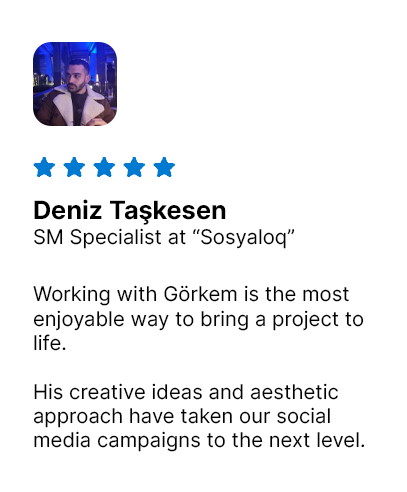 Deniz Taşkesen
SM Specialist at “Sosyaloq”
Working with Görkem is the most
enjoyable way to bring a project to
life.
His creative ideas and aesthetic
approach have taken our social
media campaigns to the next level.